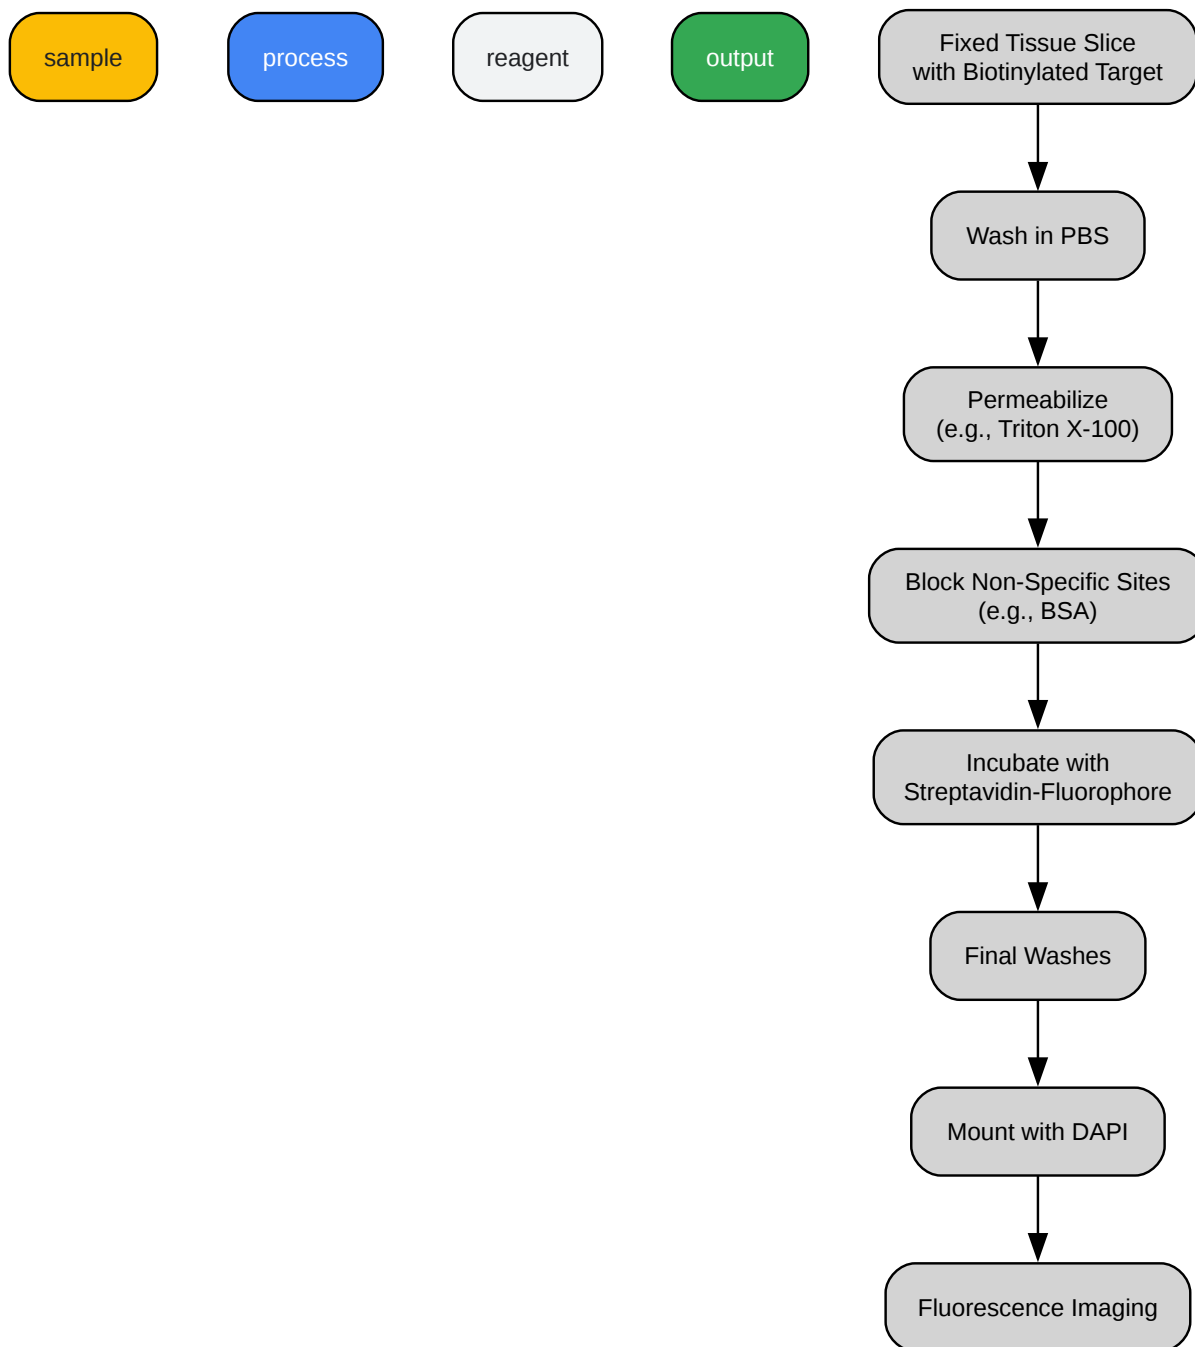 sample
process
reagent
output
Fixed Tissue Slice
with Biotinylated Target
Wash in PBS
Permeabilize
(e.g., Triton X-100)
Block Non-Specific Sites
(e.g., BSA)
Incubate with
Streptavidin-Fluorophore
Final Washes
Mount with DAPI
Fluorescence Imaging